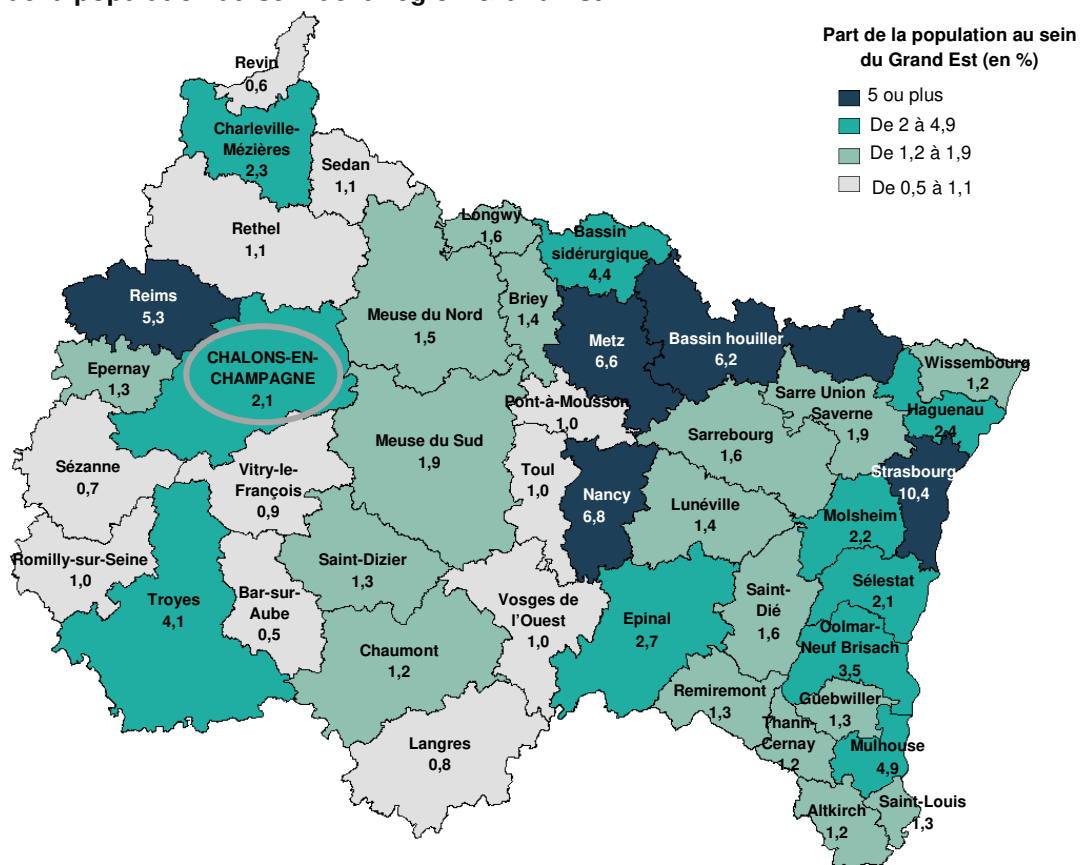 Part de la population au sein
du Grand Est (en %)
5 ou plus
De 2 à 4,9
De 1,2 à 1,9
De 0,5 à 1,1
Revin
0,6
Charleville-
Mézières
2,3
Sedan
1,1
Rethel
1,1
Longwy
1,6
Bassin
sidérurgique
4,4
Reims
5,3
Meuse du Nord
1,5
Briey
1,4
Metz
6,6
Bassin houiller
6,2
Wissembourg
1,2
Epernay
1,3
CHALONS-EN-
CHAMPAGNE
2,1
Pont-à-Mousson
1,0
Sarre Union
Saverne
1,9
Haguenau
2,4
Meuse du Sud
1,9
Sarrebourg
1,6
Sézanne
0,7
Vitry-le-
François
0,9
Toul
1,0
Nancy
6,8
Lunéville
1,4
Strasbourg
10,4
Molsheim
2,2
Romilly-sur-Seine
1,0
Troyes
4,1
Bar-sur-
Aube
0,5
Saint-Dizier
1,3
Vosges de
l'Ouest
1,0
Epinal
2,7
Saint-
Dié
1,6
Sélestat
2,1
Colmar-
Neuf Brisach
3,5
Chaumont
1,2
Remiremont
1,3
Guebwiller
1,3
Thann-
Cernay
1,2
Mulhouse
4,9
Langres
0,8
Altkirch
1,2
Saint-Louis
1,3